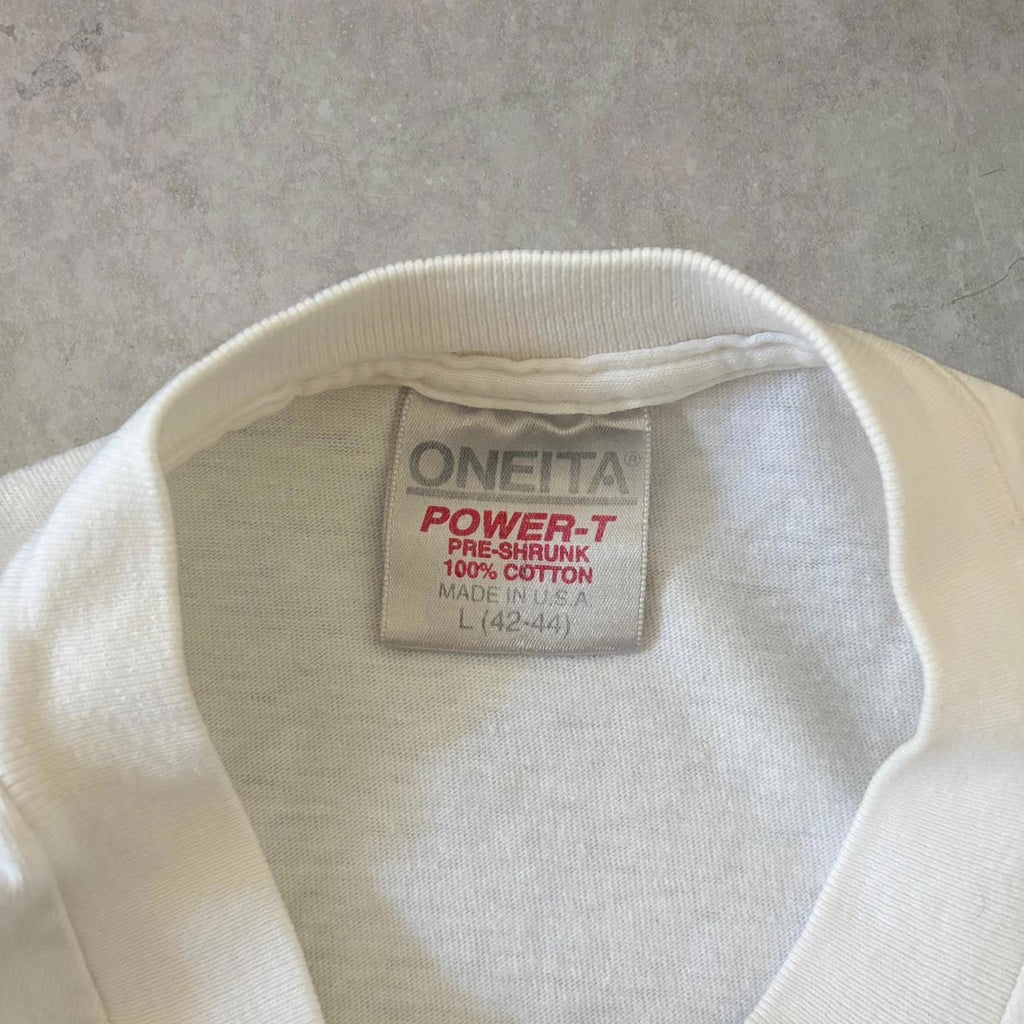 ONEITA®
POWER-T
PRE-SHRUNK
100% COTTON
MADE IN U.S.A.
L (42-44)